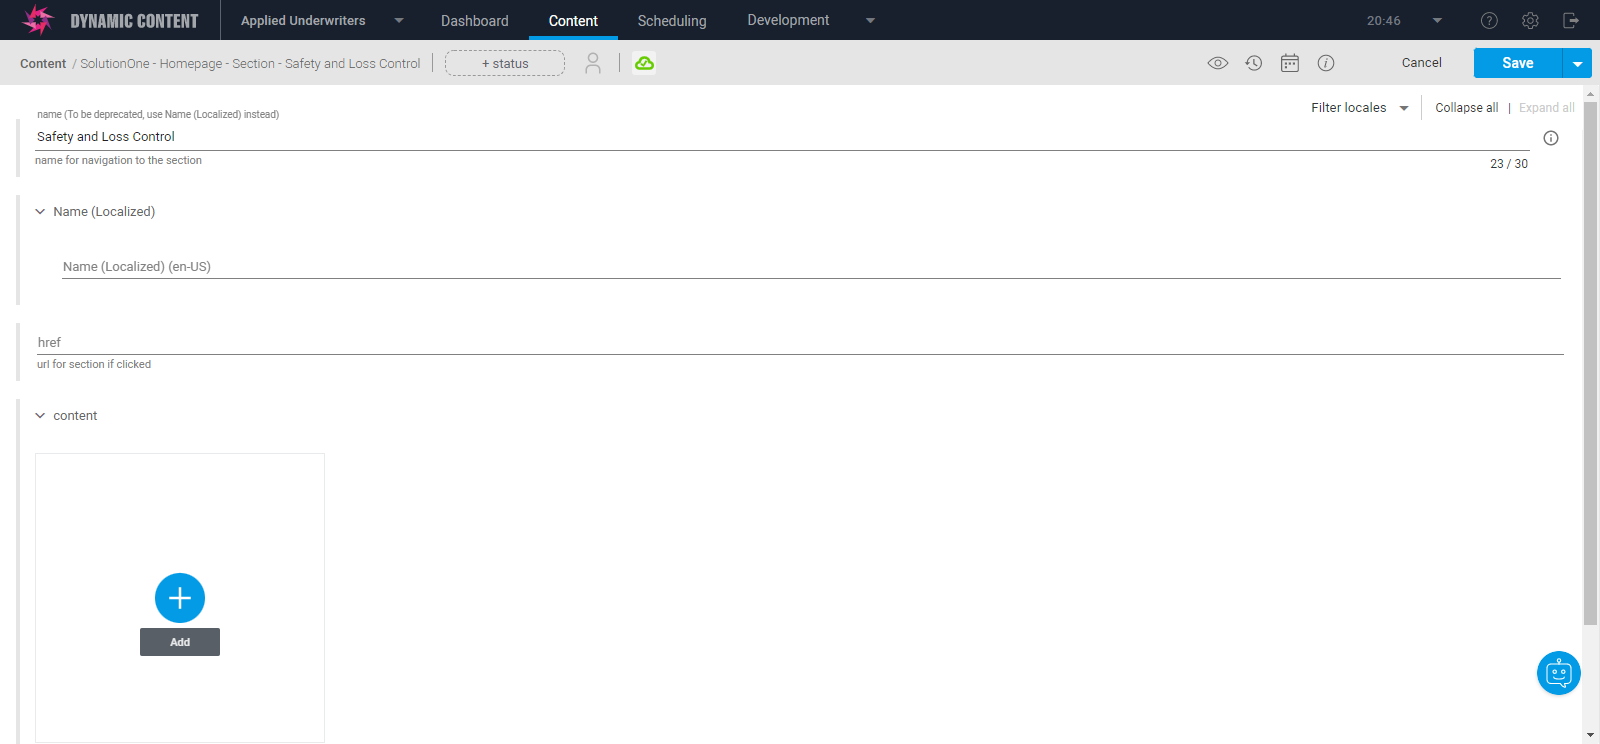 DYNAMIC CONTENT
Applied Underwriters
Dashboard
Content
Scheduling
Development
20:46
Content / SolutionOne - Homepage - Section - Safety and Loss Control
+ status
Cancel
Save
Filter locales
Collapse all | Expand all
name (To be deprecated, use Name (Localized) instead)
Safety and Loss Control
name for navigation to the section
23 / 30
Name (Localized)
Name (Localized) (en-US)
href
url for section if clicked
content
Add